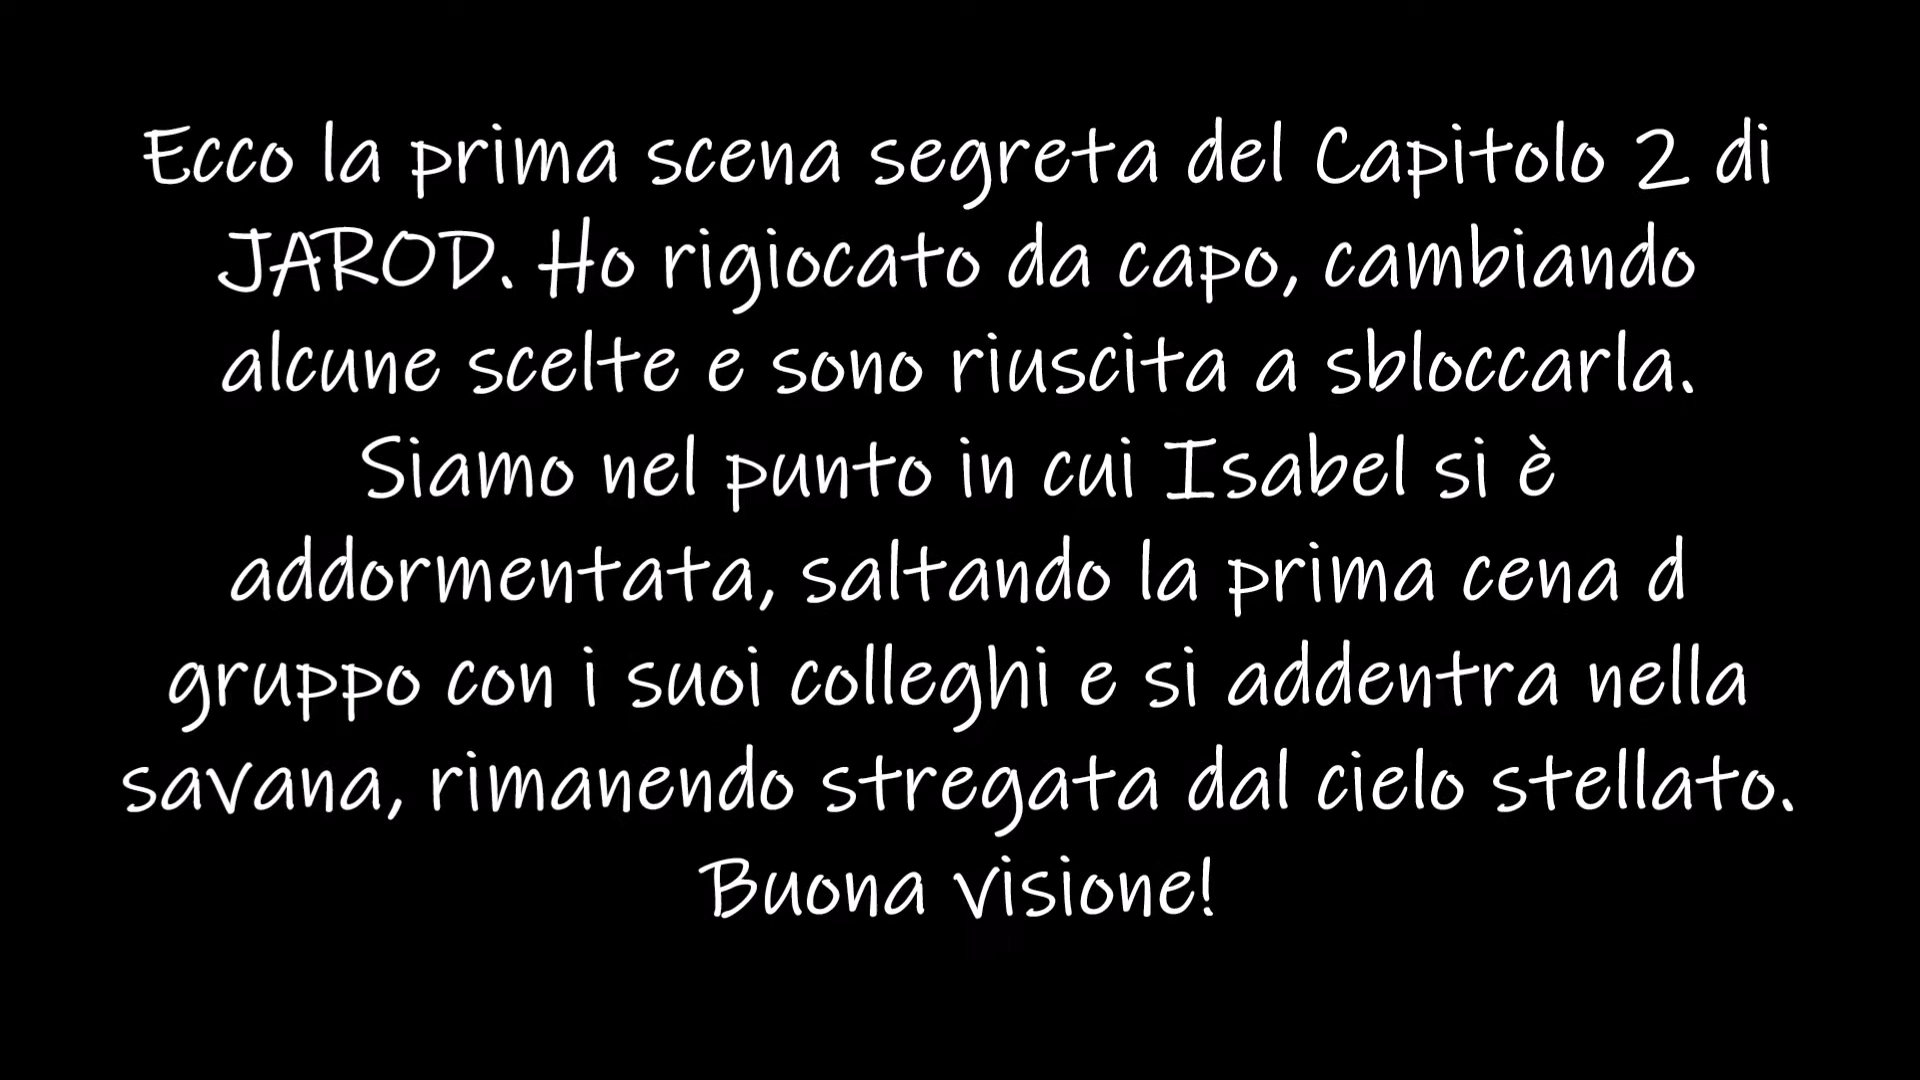 Ecco la prima scena segreta del Capitolo 2 di
JAROD. Ho rigiocato da capo, cambiando
alcune scelte e sono riuscita a sbloccarla.
Siamo nel punto in cui Isabel si è
addormentata, saltando la prima cena d
gruppo con i suoi colleghi e si addentra nella
savana, rimanendo stregata dal cielo stellato.
Buona visione!